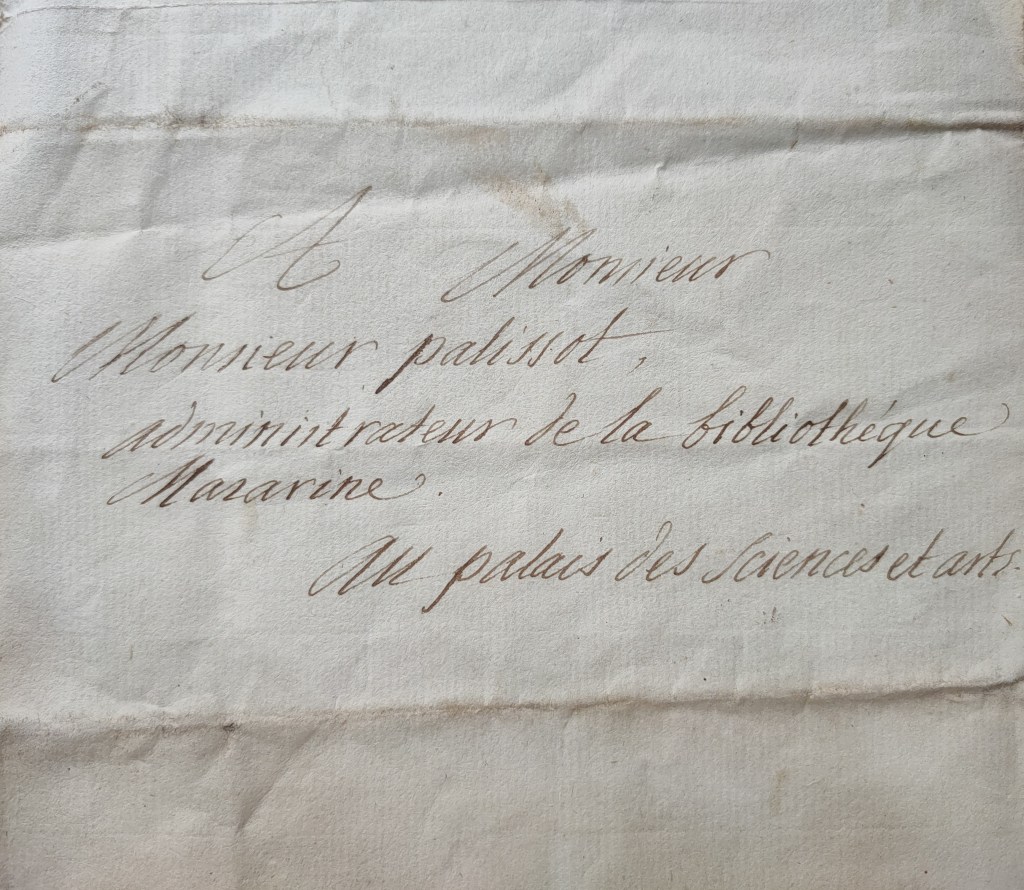 A Monsieur
Monsieur palissot,
administrateur de la bibliothéque
Mazarine.
au palais des Sciences et arts.